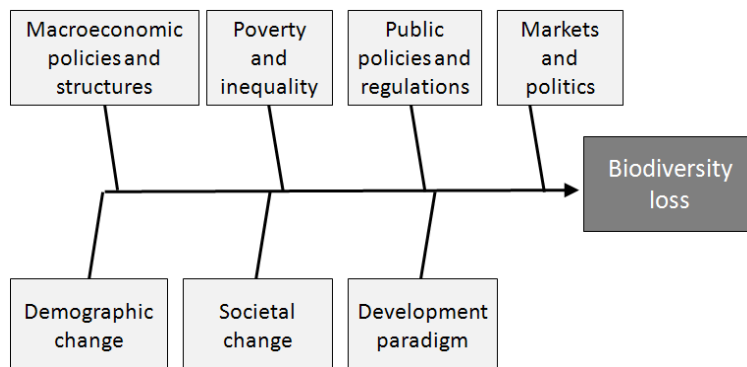 Macroeconomic
policies and
structures
Poverty
and
inequality
Public
policies and
regulations
Markets
and
politics
Biodiversity
loss
Demographic
change
Societal
change
Development
paradigm